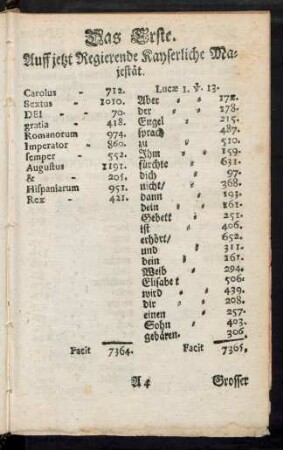 Das Erste.
Auff jetzt Regierende Kayserliche Ma-
jestät.
Lucæ 1. v. 13.
Carolus - 712.
Sextus - 1010.
DEI - 70.
gratia - 418.
Romanorum 974.
Imperator - 860.
semper - 552.
Augustus 1191.
& - 205.
Hispaniarum 951.
Rex - 421.
Facit 7364.
Aber 172.
der 178.
Engel 215.
sprach 487.
zu 510.
Ihm 159.
fürchte 631.
dich 97.
nicht/ 368.
dann 193.
dein 161.
Gebett 251.
ist 406.
erhört/ 652.
und 311.
dein 161.
Weib 294.
Elisabet 506.
wird 439.
dir 208.
einen 257.
Sohn 403.
gebären. 306.
Facit 7365.
A 4 Grosser